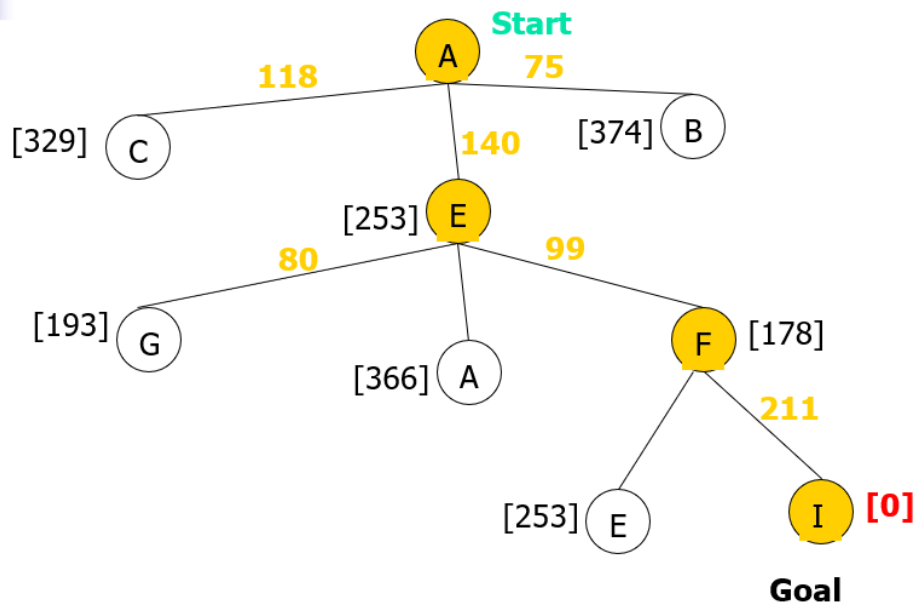 Start
A
118
75
[329]
C
[374]
B
140
[253]
E
80
99
[193]
G
[366]
A
F
[178]
211
[253]
E
I
[0]
Goal